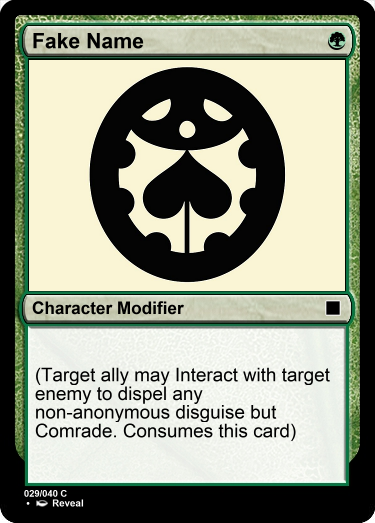 Fake Name
Character Modifier
(Target ally may Interact with target
enemy to dispel any
non-anonymous disguise but
Comrade. Consumes this card)
029/040 C
• Reveal